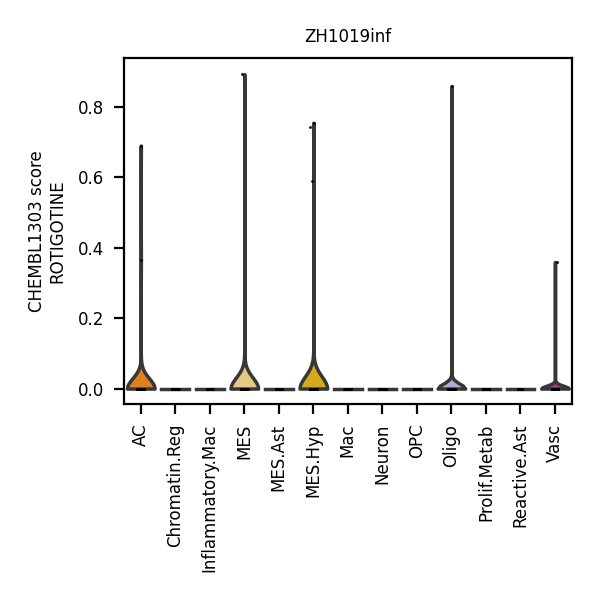 ZH1019inf
CHEMBL1303 score
ROTIGOTINE
0.8
0.6
0.4
0.2
0.0
AC
Chromatin.Reg
Inflammatory.Mac
MES
MES.Ast
MES.Hyp
Mac
Neuron
OPC
Oligo
Prolif.Metab
Reactive.Ast
Vasc